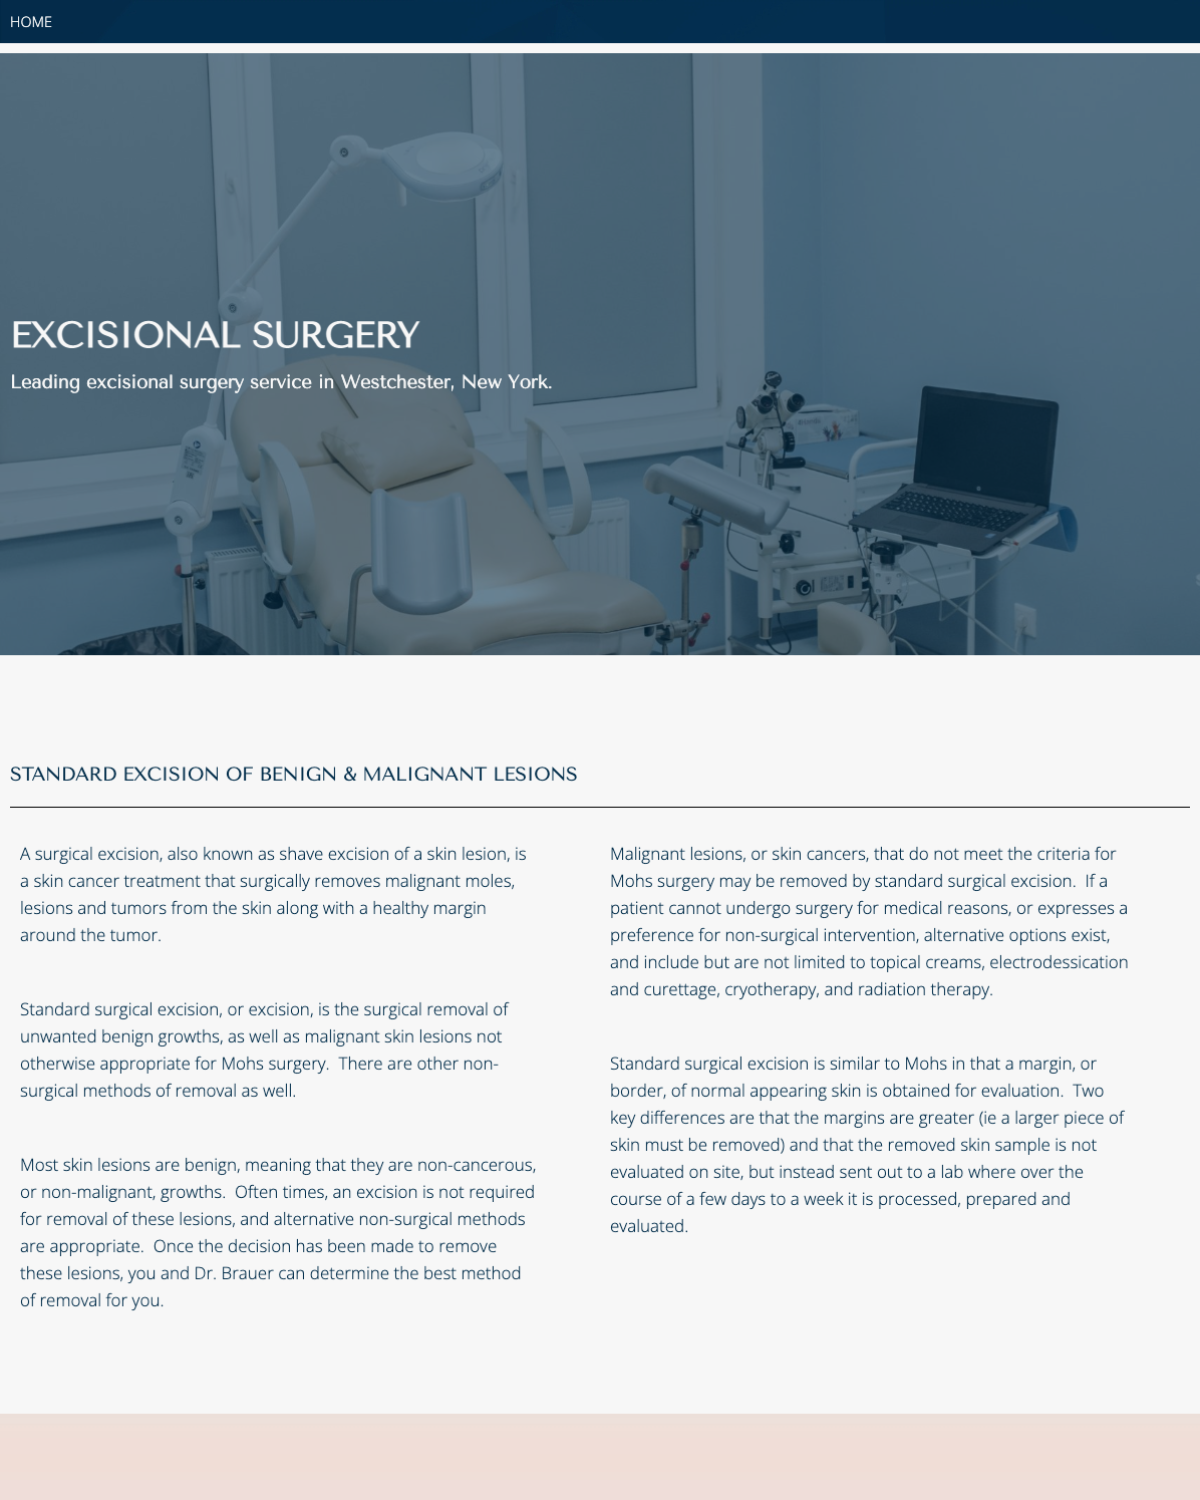 HOME
EXCISIONAL SURGERY
Leading excisional surgery service in Westchester, New York.
STANDARD EXCISION OF BENIGN & MALIGNANT LESIONS
A surgical excision, also known as shave excision of a skin lesion, is
a skin cancer treatment that surgically removes malignant moles,
lesions and tumors from the skin along with a healthy margin
around the tumor.
Standard surgical excision, or excision, is the surgical removal of
unwanted benign growths, as well as malignant skin lesions not
otherwise appropriate for Mohs surgery.  There are other non-
surgical methods of removal as well.
Most skin lesions are benign, meaning that they are non-cancerous,
or non-malignant, growths.  Often times, an excision is not required
for removal of these lesions, and alternative non-surgical methods
are appropriate.  Once the decision has been made to remove
these lesions, you and Dr. Brauer can determine the best method
of removal for you.
Malignant lesions, or skin cancers, that do not meet the criteria for
Mohs surgery may be removed by standard surgical excision.  If a
patient cannot undergo surgery for medical reasons, or expresses a
preference for non-surgical intervention, alternative options exist,
and include but are not limited to topical creams, electrodessication
and curettage, cryotherapy, and radiation therapy.
Standard surgical excision is similar to Mohs in that a margin, or
border, of normal appearing skin is obtained for evaluation.  Two
key differences are that the margins are greater (ie a larger piece of
skin must be removed) and that the removed skin sample is not
evaluated on site, but instead sent out to a lab where over the
course of a few days to a week it is processed, prepared and
evaluated.